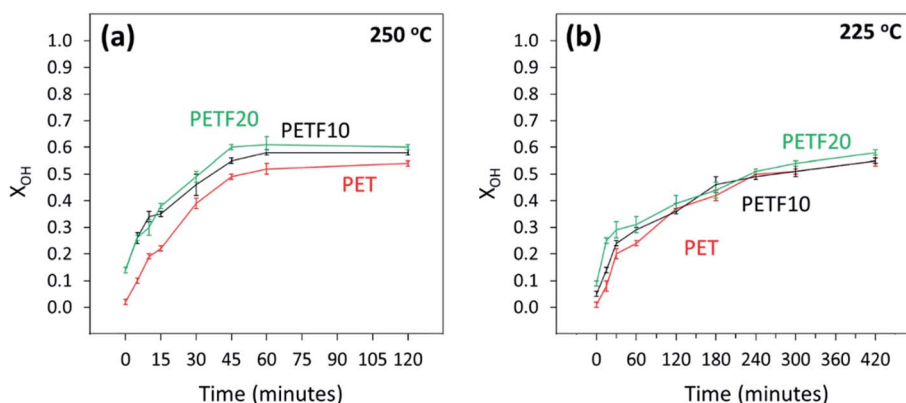 (a)
250 °C
1.0
0.9
0.8
0.7
0.6
0.5
0.4
0.3
0.2
0.1
0.0
X_OH
PETF20
PETF10
PET
0 15 30 45 60 75 90 105 120
Time (minutes)
(b)
225 °C
1.0
0.9
0.8
0.7
0.6
0.5
0.4
0.3
0.2
0.1
0.0
X_OH
PETF20
PETF10
PET
0 60 120 180 240 300 360 420
Time (minutes)